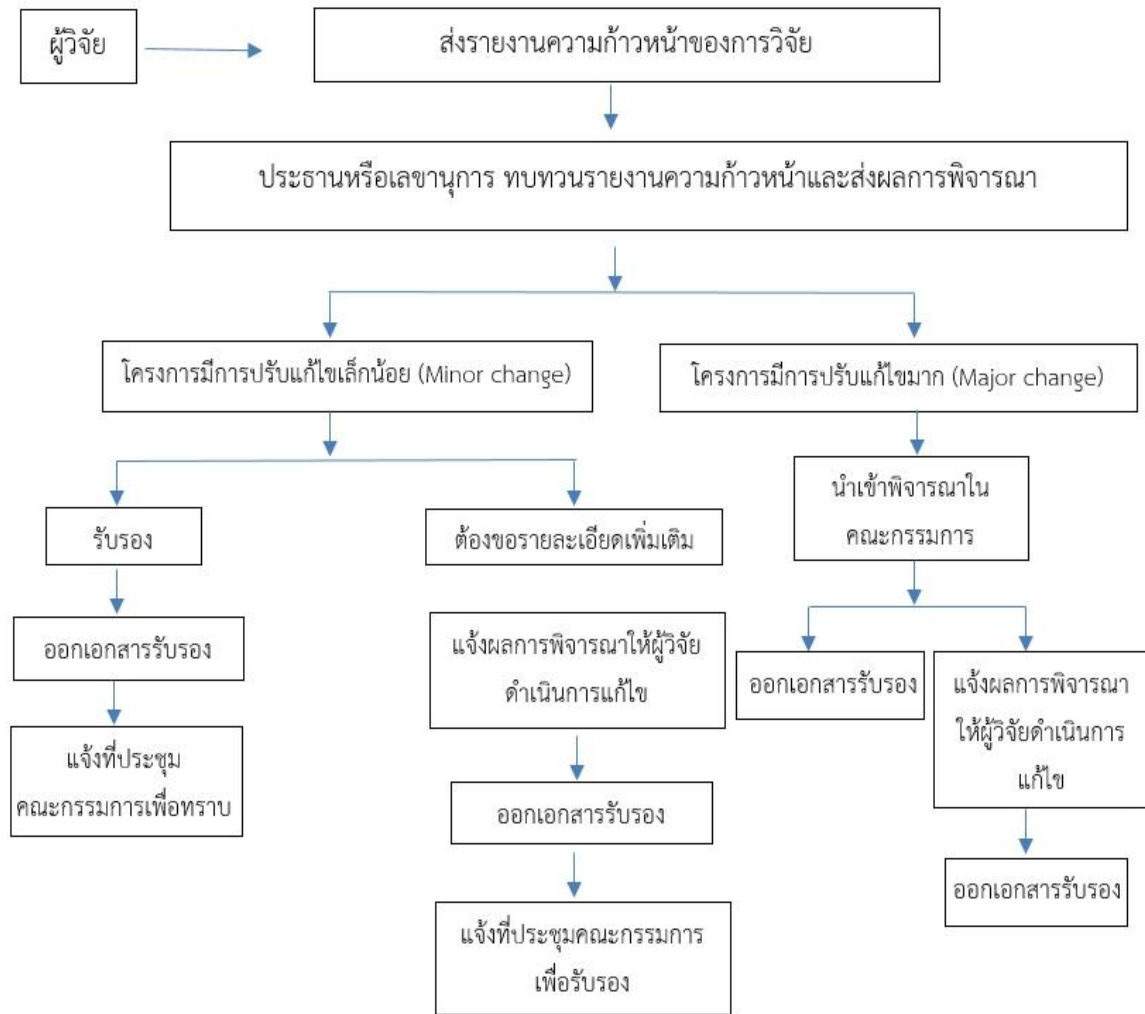 ผู้วิจัย
ส่งรายงานความก้าวหน้าของการวิจัย
ประธานหรือเลขานุการ ทบทวนรายงานความก้าวหน้าและส่งผลการพิจารณา
โครงการมีการปรับแก้ไขเล็กน้อย (Minor change)
โครงการมีการปรับแก้ไขมาก (Major change)
รับรอง
ต้องขอรายละเอียดเพิ่มเติม
นำเข้าพิจารณาใน
คณะกรรมการ
ออกเอกสารรับรอง
แจ้งผลการพิจารณาให้ผู้วิจัย
ดำเนินการแก้ไข
ออกเอกสารรับรอง
แจ้งผลการพิจารณา
ให้ผู้วิจัยดำเนินการ
แก้ไข
แจ้งที่ประชุม
คณะกรรมการเพื่อทราบ
ออกเอกสารรับรอง
ออกเอกสารรับรอง
แจ้งที่ประชุมคณะกรรมการ
เพื่อรับรอง